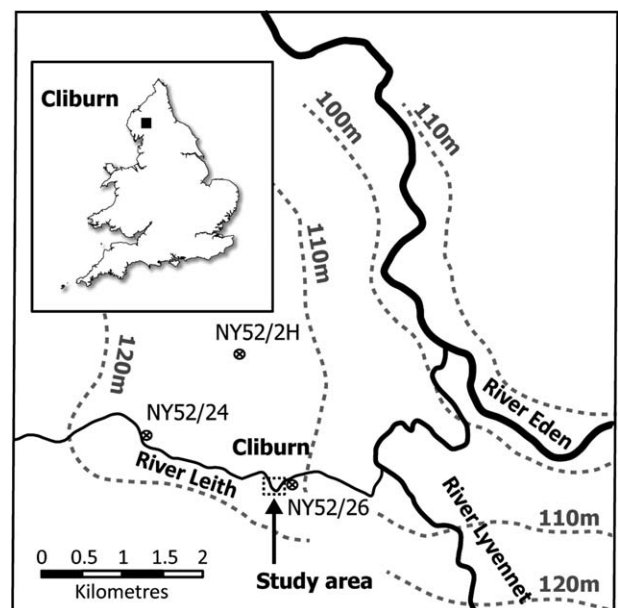 Cliburn
100m
110m
110m
120m
NY52/2H
NY52/24
Cliburn
River Leith
NY52/26
River Eden
River Lyvennet
110m
120m
Study area
0 0.5 1 1.5 2
Kilometres